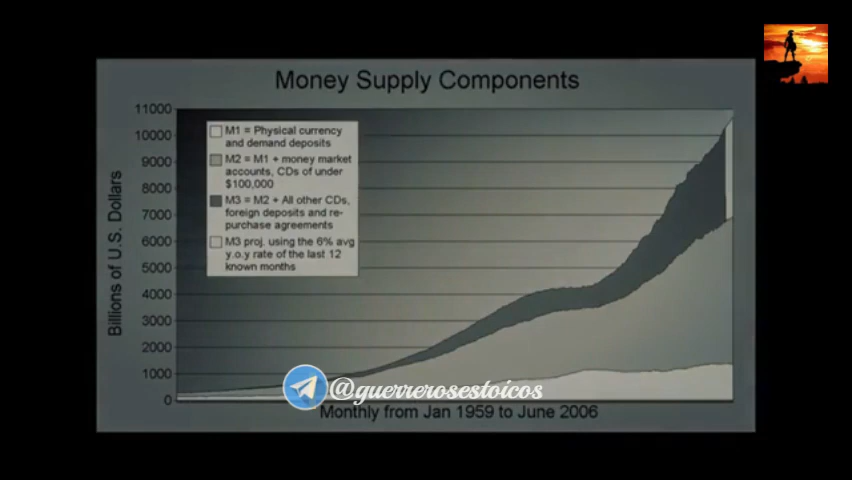 Money Supply Components
11000
10000
9000
8000
7000
6000
5000
4000
3000
2000
1000
0
Billions of U.S. Dollars
M1 = Physical currency
and demand deposits
M2 = M1 + money market
accounts, CDs of under
$100,000
M3 = M2 + All other CDs,
foreign deposits and re-
purchase agreements
M3 proj. using the 6% avg
y.o.y rate of the last 12
known months
@guerrerosestoicos
Monthly from Jan 1959 to June 2006